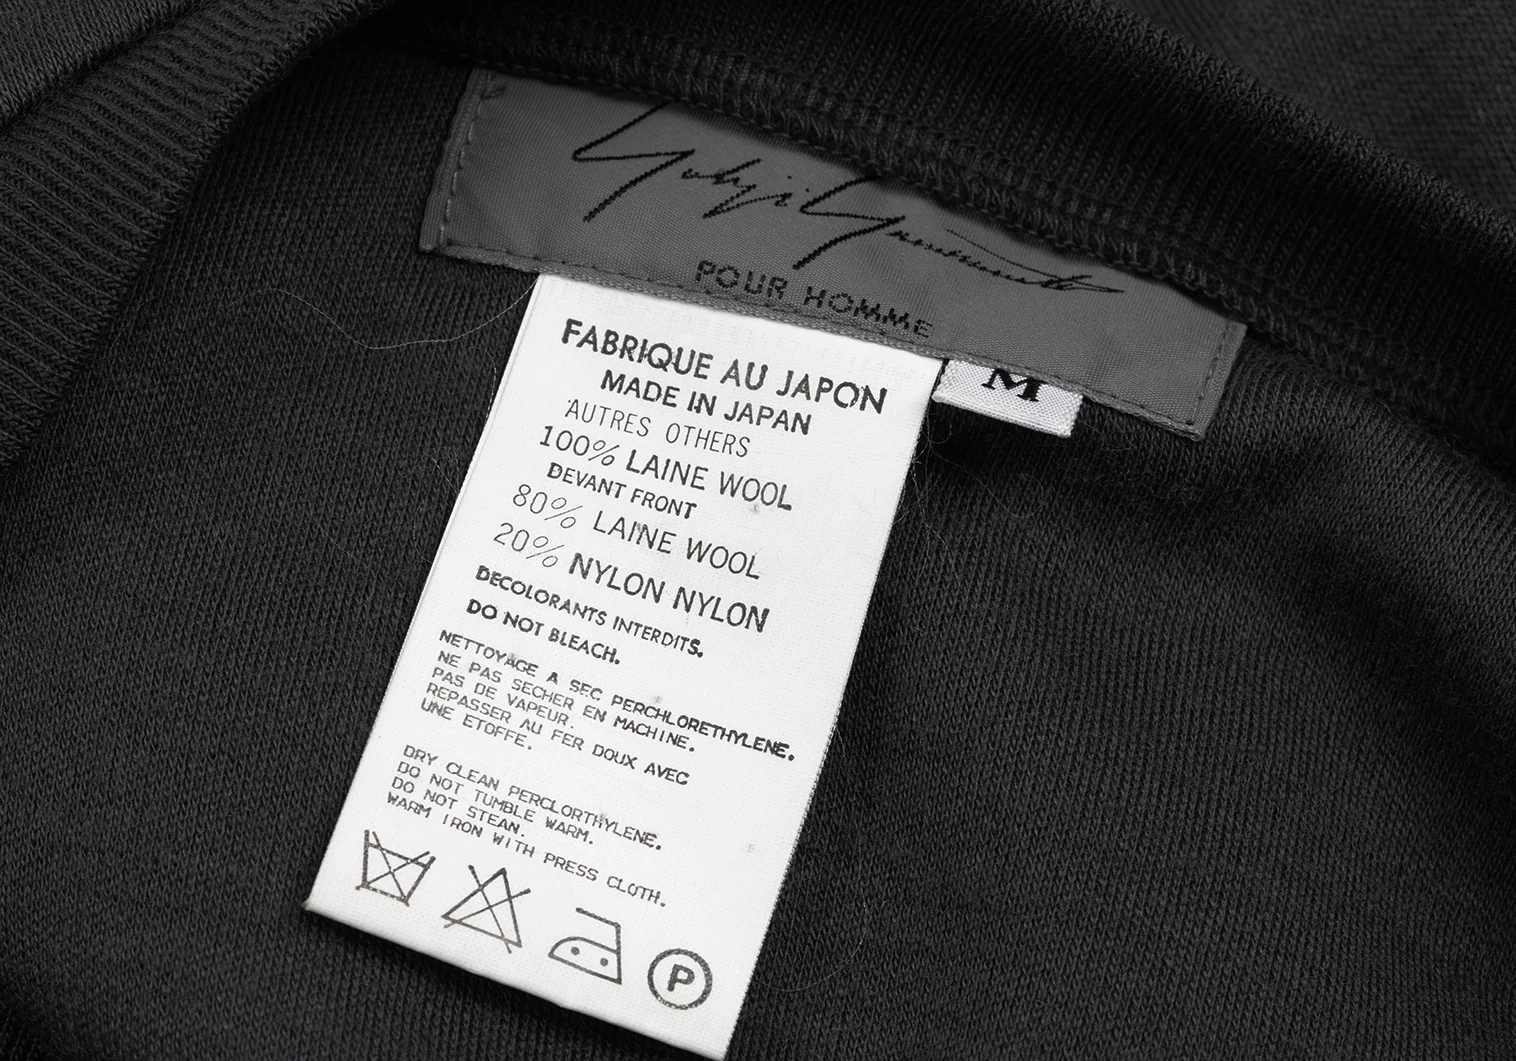 Yohji Yamamoto
POUR HOMME
M
FABRIQUE AU JAPON
MADE IN JAPAN
AUTRES OTHERS
100% LAINE WOOL
DEVANT FRONT
80% LAINE WOOL
20% NYLON NYLON
DECOLORANTS INTERDITS.
DO NOT BLEACH.
NETTOYAGE A SEC PERCHLORETHYLENE.
NE PAS SECHER EN MACHINE.
PAS DE VAPEUR.
REPASSER AU FER DOUX AVEC
UNE ETOFFE.
DRY CLEAN PERCLORTHYLENE.
DO NOT TUMBLE WARM.
DO NOT STEAN.
WARM IRON WITH PRESS CLOTH.
P